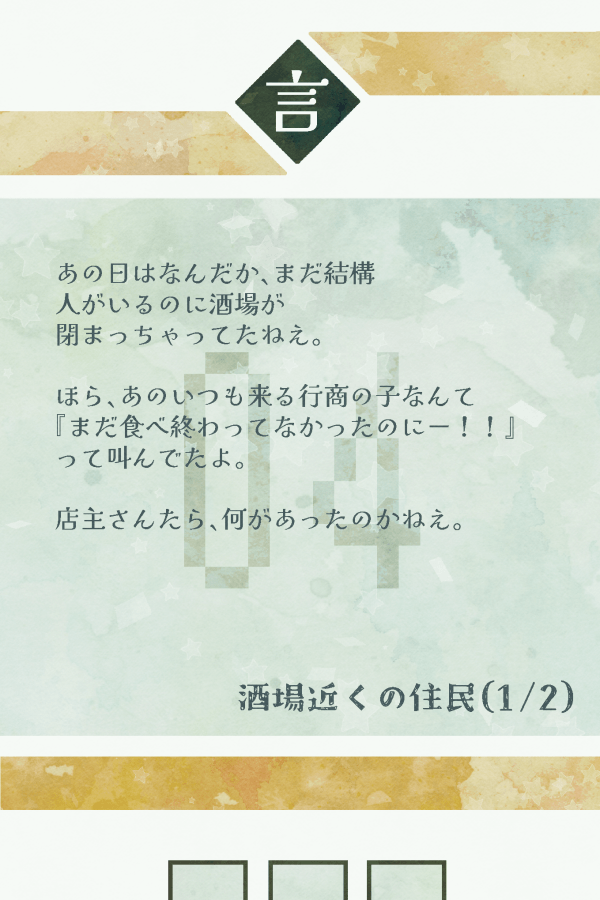 言
あの日はなんだか、まだ結構
人がいるのに酒場が
閉まっちゃってたねえ。
ほら、あのいつも来る行商の子なんて
『まだ食べ終わってなかったのにー！！』
って叫んでたよ。
店主さんたら、何があったのかねえ。
04
酒場近くの住民(1/2)